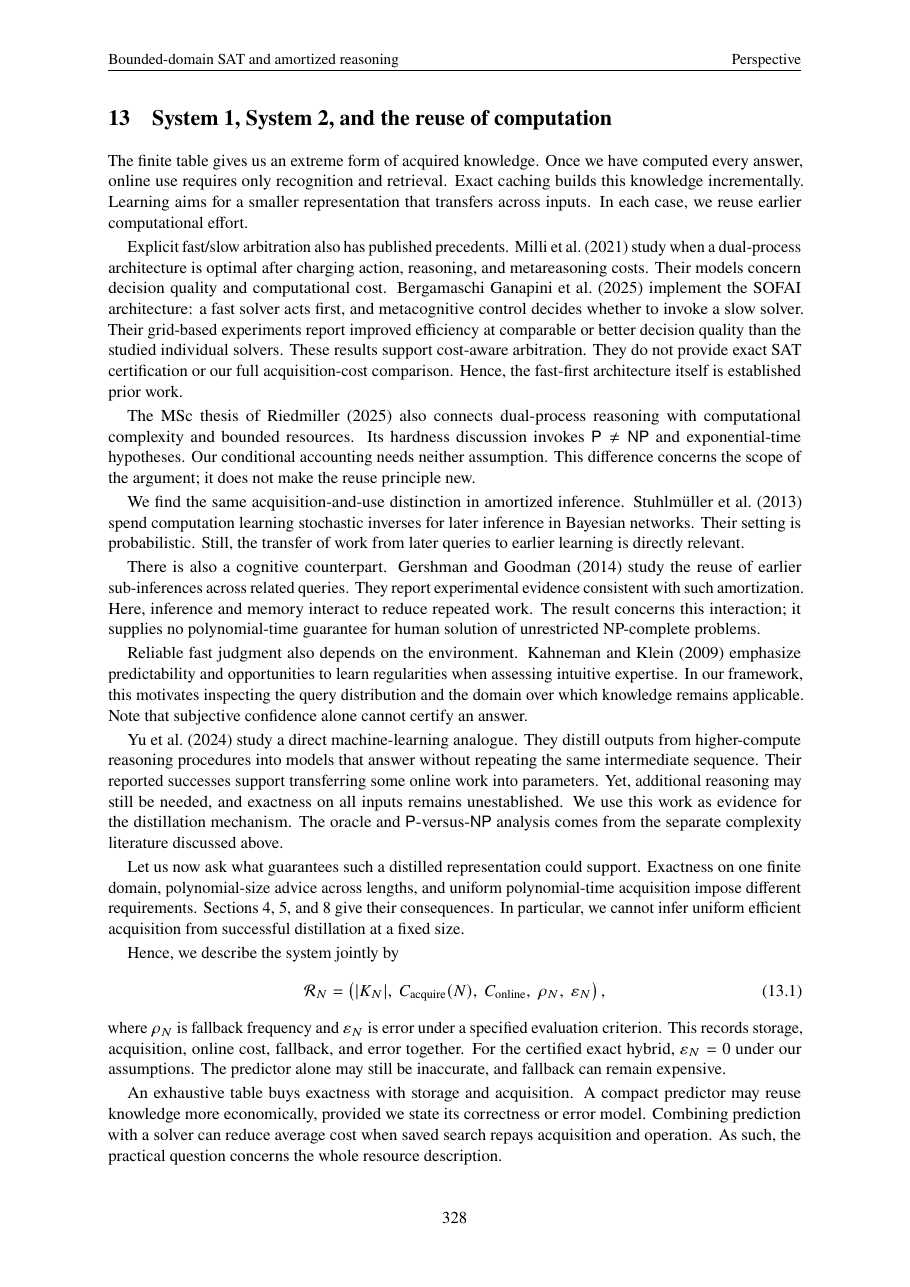 Bounded-domain SAT and amortized reasoning Perspective
13 System 1, System 2, and the reuse of computation
The finite table gives us an extreme form of acquired knowledge. Once we have computed every answer,
online use requires only recognition and retrieval. Exact caching builds this knowledge incrementally.
Learning aims for a smaller representation that transfers across inputs. In each case, we reuse earlier
computational effort.
Explicit fast/slow arbitration also has published precedents. Milli et al. (2021) study when a dual-process
architecture is optimal after charging action, reasoning, and metareasoning costs. Their models concern
decision quality and computational cost. Bergamaschi Ganapini et al. (2025) implement the SOFAI
architecture: a fast solver acts first, and metacognitive control decides whether to invoke a slow solver.
Their grid-based experiments report improved efficiency at comparable or better decision quality than the
studied individual solvers. These results support cost-aware arbitration. They do not provide exact SAT
certification or our full acquisition-cost comparison. Hence, the fast-first architecture itself is established
prior work.
The MSc thesis of Riedmiller (2025) also connects dual-process reasoning with computational
complexity and bounded resources. Its hardness discussion invokes P ≠ NP and exponential-time
hypotheses. Our conditional accounting needs neither assumption. This difference concerns the scope of
the argument; it does not make the reuse principle new.
We find the same acquisition-and-use distinction in amortized inference. Stuhlmüller et al. (2013)
spend computation learning stochastic inverses for later inference in Bayesian networks. Their setting is
probabilistic. Still, the transfer of work from later queries to earlier learning is directly relevant.
There is also a cognitive counterpart. Gershman and Goodman (2014) study the reuse of earlier
sub-inferences across related queries. They report experimental evidence consistent with such amortization.
Here, inference and memory interact to reduce repeated work. The result concerns this interaction; it
supplies no polynomial-time guarantee for human solution of unrestricted NP-complete problems.
Reliable fast judgment also depends on the environment. Kahneman and Klein (2009) emphasize
predictability and opportunities to learn regularities when assessing intuitive expertise. In our framework,
this motivates inspecting the query distribution and the domain over which knowledge remains applicable.
Note that subjective confidence alone cannot certify an answer.
Yu et al. (2024) study a direct machine-learning analogue. They distill outputs from higher-compute
reasoning procedures into models that answer without repeating the same intermediate sequence. Their
reported successes support transferring some online work into parameters. Yet, additional reasoning may
still be needed, and exactness on all inputs remains unestablished. We use this work as evidence for
the distillation mechanism. The oracle and P-versus-NP analysis comes from the separate complexity
literature discussed above.
Let us now ask what guarantees such a distilled representation could support. Exactness on one finite
domain, polynomial-size advice across lengths, and uniform polynomial-time acquisition impose different
requirements. Sections 4, 5, and 8 give their consequences. In particular, we cannot infer uniform efficient
acquisition from successful distillation at a fixed size.
Hence, we describe the system jointly by
ℛ_N = (|K_N|, C_acquire(N), C_online, ρ_N, ε_N), (13.1)
where ρ_N is fallback frequency and ε_N is error under a specified evaluation criterion. This records storage,
acquisition, online cost, fallback, and error together. For the certified exact hybrid, ε_N = 0 under our
assumptions. The predictor alone may still be inaccurate, and fallback can remain expensive.
An exhaustive table buys exactness with storage and acquisition. A compact predictor may reuse
knowledge more economically, provided we state its correctness or error model. Combining prediction
with a solver can reduce average cost when saved search repays acquisition and operation. As such, the
practical question concerns the whole resource description.
328